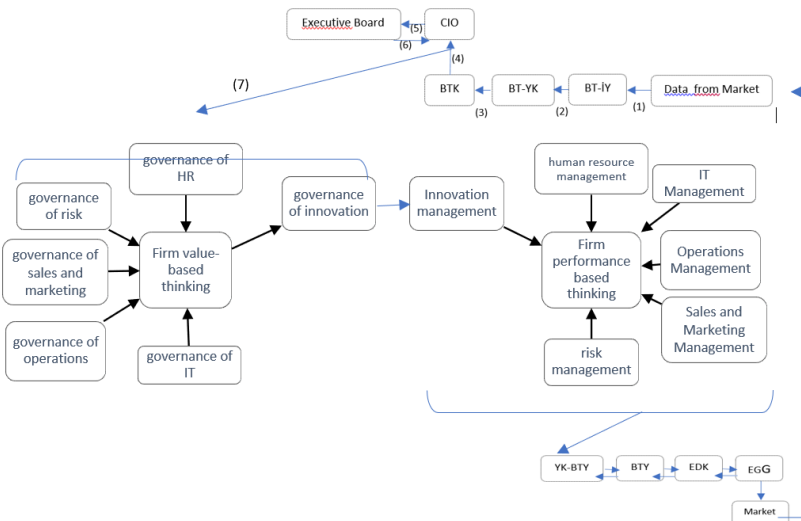 Executive Board
CIO
(5)
(6)
(4)
(7)
BTK
BT-YK
BT-İY
Data from Market
(3)
(2)
(1)
governance of
HR
governance
of risk
governance of
sales and
marketing
governance of
operations
Firm value-
based
thinking
governance of
IT
governance
of innovation
Innovation
management
human resource
management
IT
Management
Firm
performance
based
thinking
Operations
Management
Sales and
Marketing
Management
risk
management
YK-BTY
BTY
EDK
EGG
Market